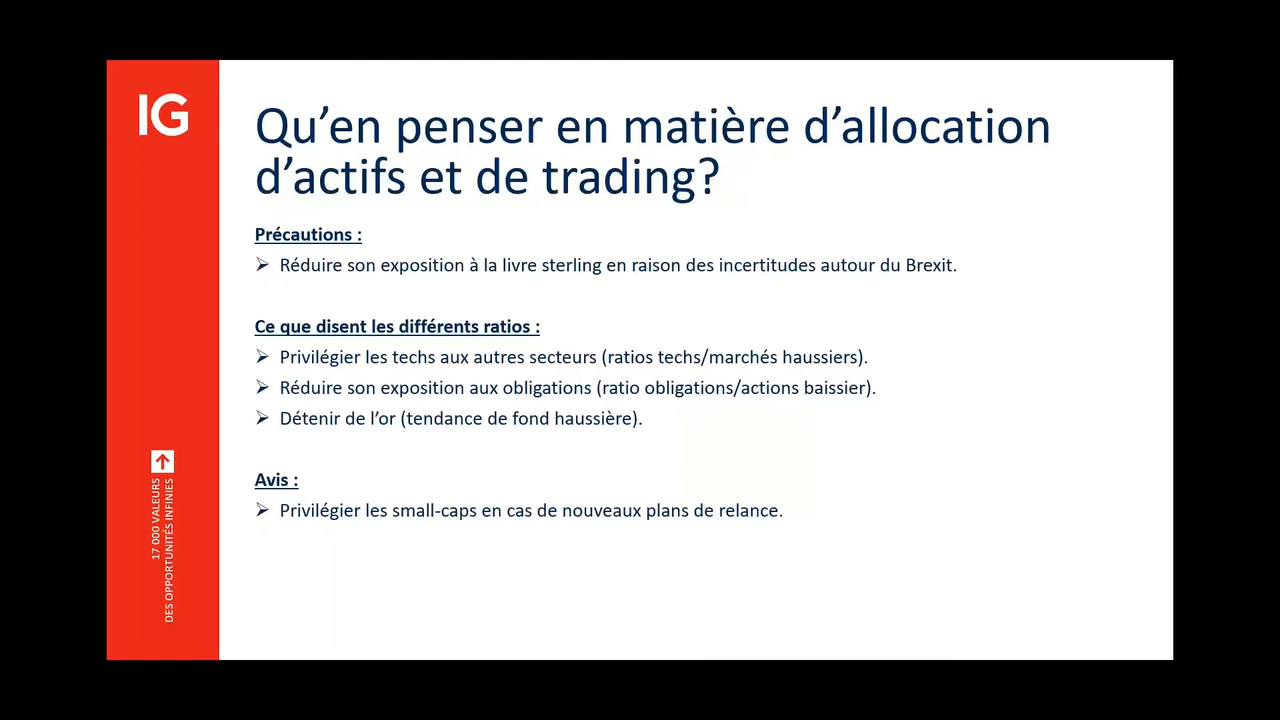 IG
Qu’en penser en matière d’allocation
d’actifs et de trading?
Précautions :
➢ Réduire son exposition à la livre sterling en raison des incertitudes autour du Brexit.
Ce que disent les différents ratios :
➢ Privilégier les techs aux autres secteurs (ratios techs/marchés haussiers).
➢ Réduire son exposition aux obligations (ratio obligations/actions baissier).
➢ Détenir de l’or (tendance de fond haussière).
Avis :
➢ Privilégier les small-caps en cas de nouveaux plans de relance.
17 000 VALEURS
DES OPPORTUNITÉS INFINIES